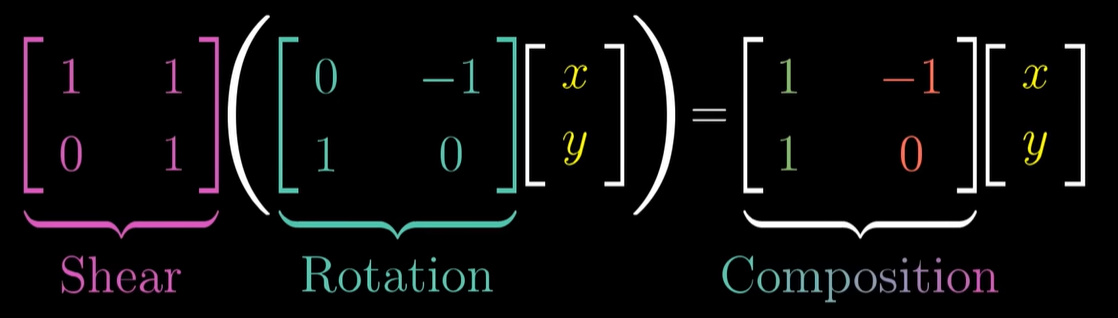 [1 1; 0 1] ( [0 −1; 1 0] [x; y] ) = [1 −1; 1 0] [x; y]
Shear Rotation Composition